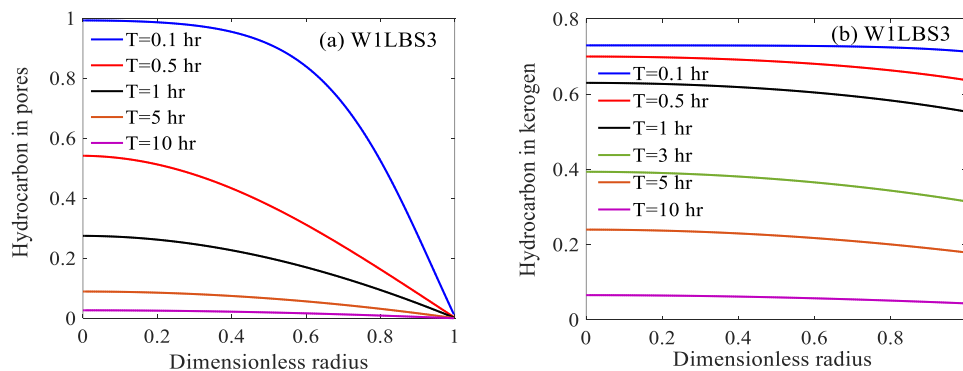 (a) W1LBS3
T=0.1 hr
T=0.5 hr
T=1 hr
T=5 hr
T=10 hr
Hydrocarbon in pores
1
0.8
0.6
0.4
0.2
0
0 0.2 0.4 0.6 0.8 1
Dimensionless radius
(b) W1LBS3
T=0.1 hr
T=0.5 hr
T=1 hr
T=3 hr
T=5 hr
T=10 hr
Hydrocarbon in kerogen
0.8
0.6
0.4
0.2
0
0 0.2 0.4 0.6 0.8
Dimensionless radius